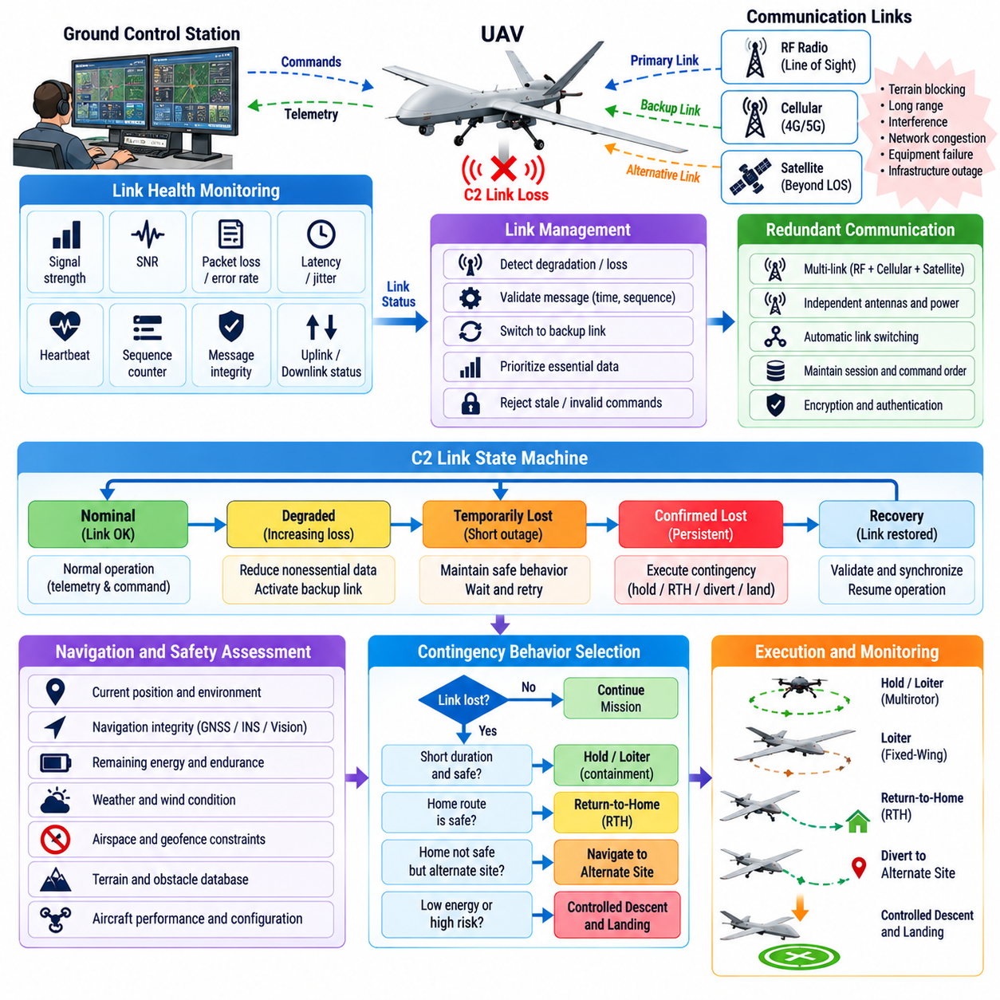 Ground Control Station
UAV
Communication Links
Commands
Telemetry
Primary Link
Backup Link
Alternative Link
RF Radio
(Line of Sight)
Cellular
(4G/5G)
Satellite
(Beyond LOS)
• Terrain blocking
• Long range
• Interference
• Network congestion
• Equipment failure
• Infrastructure outage
C2 Link Loss
Link Health Monitoring
Signal
strength
SNR
Packet loss
/ error rate
Latency
/ jitter
Heartbeat
Sequence
counter
Message
integrity
Uplink /
Downlink status
Link
Status
Link Management
Detect degradation / loss
Validate message (time, sequence)
Switch to backup link
Prioritize essential data
Reject stale / invalid commands
Redundant Communication
Multi-link (RF + Cellular + Satellite)
Independent antennas and power
Automatic link switching
Maintain session and command order
Encryption and authentication
C2 Link State Machine
Nominal
(Link OK)
Degraded
(Increasing loss)
Temporarily Lost
(Short outage)
Confirmed Lost
(Persistent)
Recovery
(Link restored)
Normal operation
(telemetry & command)
Reduce nonessential data
Activate backup link
Maintain safe behavior
Wait and retry
Execute contingency
(hold / RTH / divert / land)
Validate and synchronize
Resume operation
Navigation and Safety Assessment
Current position and environment
Navigation integrity (GNSS / INS / Vision)
Remaining energy and endurance
Weather and wind condition
Airspace and geofence constraints
Terrain and obstacle database
Aircraft performance and configuration
Contingency Behavior Selection
Link lost?
No
Continue
Mission
Yes
Short duration
and safe?
Hold / Loiter
(containment)
Home route
is safe?
Return-to-Home
(RTH)
Home not safe
but alternate site?
Navigate to
Alternate Site
Low energy or
high risk?
Controlled Descent
and Landing
Execution and Monitoring
Hold / Loiter
(Multirotor)
Loiter
(Fixed-Wing)
Return-to-Home
(RTH)
Divert to
Alternate Site
Controlled Descent
and Landing